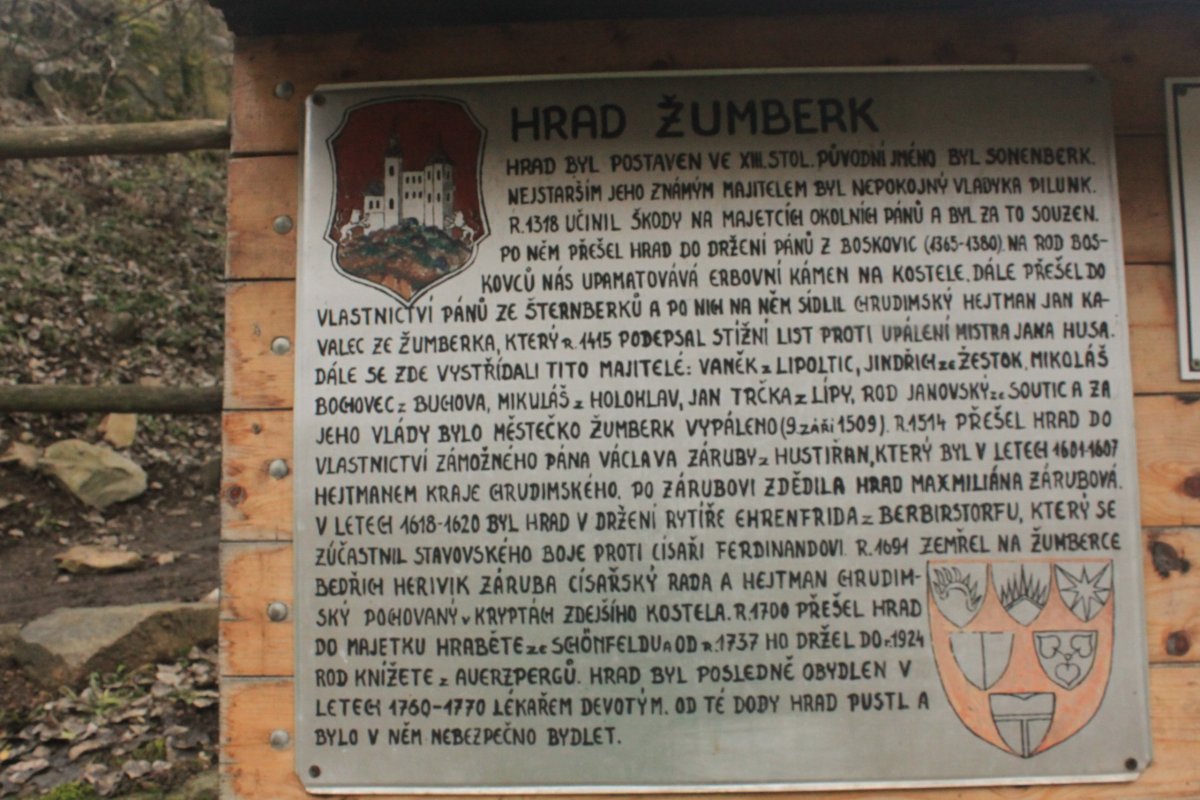 HRAD ŽUMBERK
HRAD BYL POSTAVEN VE XIII. STOL. PŮVODNÍ JMÉNO BYL SONENBERK.
NEJSTARŠÍM JEHO ZNÁMÝM MAJITELEM BYL NEPOKOJNÝ VLADYKA DILUNK.
R. 1318 UČINIL ŠKODY NA MAJETCÍCH OKOLNÍCH PÁNŮ A BYL ZA TO SOUZEN.
PO NĚM PŘEŠEL HRAD DO DRŽENÍ PÁNŮ Z BOSKOVIC (1365-1380). NA ROD BOS-
KOVCŮ NÁS UPAMATOVÁVÁ ERBOVNÍ KÁMEN NA KOSTELE. DÁLE PŘEŠEL DO
VLASTNICTVÍ PÁNŮ ZE ŠTERNBERKŮ A PO NICH NA NĚM SÍDLIL CHRUDIMSKÝ HEJTMAN JAN KA-
VALEC ZE ŽUMBERKA, KTERÝ R. 1415 PODEPSAL STÍŽNÍ LIST PROTI UPÁLENÍ MISTRA JANA HUSA.
DÁLE SE ZDE VYSTŘÍDALI TITO MAJITELÉ: VANĚK Z LIPOLTIC, JINDŘICH ZE ŽESTOK, MIKOLÁŠ
BOCHOVEC Z BUCHOVA, MIKULÁŠ Z HOLOHLAV, JAN TRČKA Z LÍPY, ROD JANOVSKÝ ZE SOUTIC A ZA
JEHO VLÁDY BYLO MĚSTEČKO ŽUMBERK VYPÁLENO (9. ZÁŘÍ 1509). R. 1514 PŘEŠEL HRAD DO
VLASTNICTVÍ ZÁMOŽNÉHO PÁNA VÁCLAVA ZÁRUBY Z HUSTIŘAN, KTERÝ BYL V LETECH 1601-1607
HEJTMANEM KRAJE CHRUDIMSKÉHO. PO ZÁRUBOVI ZDĚDILA HRAD MAXMILIÁNA ZÁRUBOVÁ.
V LETECH 1618-1620 BYL HRAD V DRŽENÍ RYTÍŘE EHRENFRIDA Z BERBIRSTORFU, KTERÝ SE
ZÚČASTNIL STAVOVSKÉHO BOJE PROTI CÍSAŘI FERDINANDOVI. R. 1691 ZEMŘEL NA ŽUMBERCE
BEDŘICH HERIVIK ZÁRUBA CÍSAŘSKÝ RADA A HEJTMAN CHRUDIM-
SKÝ POCHOVANÝ V KRYPTÁCH ZDEJŠÍHO KOSTELA. R. 1700 PŘEŠEL HRAD
DO MAJETKU HRABĚTE ZE SCHÖNFELDU A OD R. 1737 HO DRŽEL DO R. 1924
ROD KNÍŽETE Z AUERZPERGŮ. HRAD BYL POSLEDNĚ OBYDLEN V
LETECH 1760-1770 LÉKAŘEM DEVOTÝM. OD TÉ DOBY HRAD PUSTL A
BYLO V NĚM NEBEZPEČNO BYDLET.